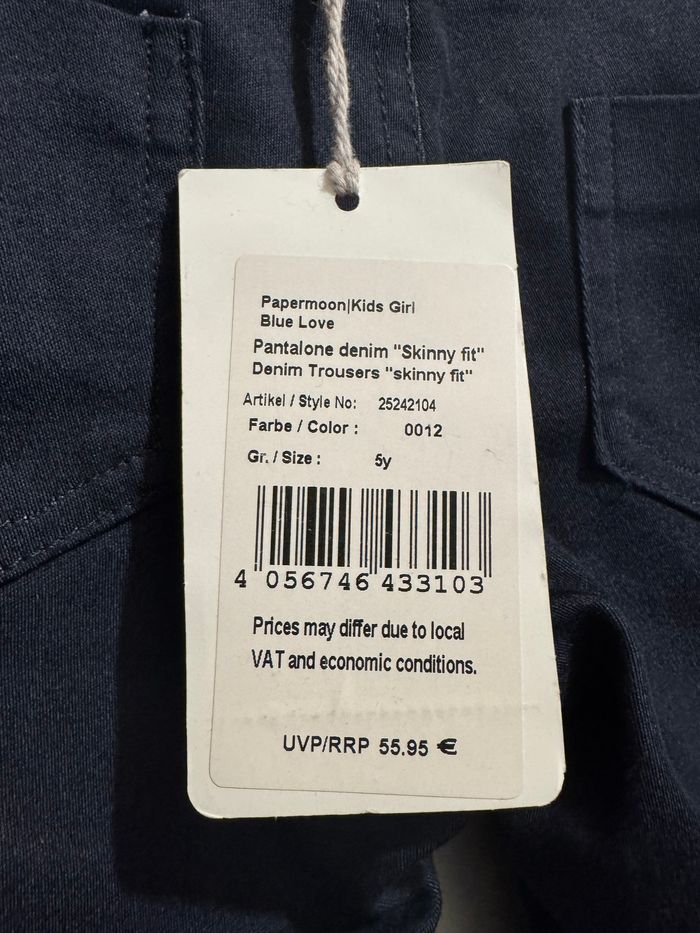 Papermoon|Kids Girl
Blue Love
Pantalone denim "Skinny fit"
Denim Trousers "skinny fit"
Artikel / Style No: 25242104
Farbe / Color : 0012
Gr. / Size : 5y
4 056746 433103
Prices may differ due to local
VAT and economic conditions.
UVP/RRP 55.95 €